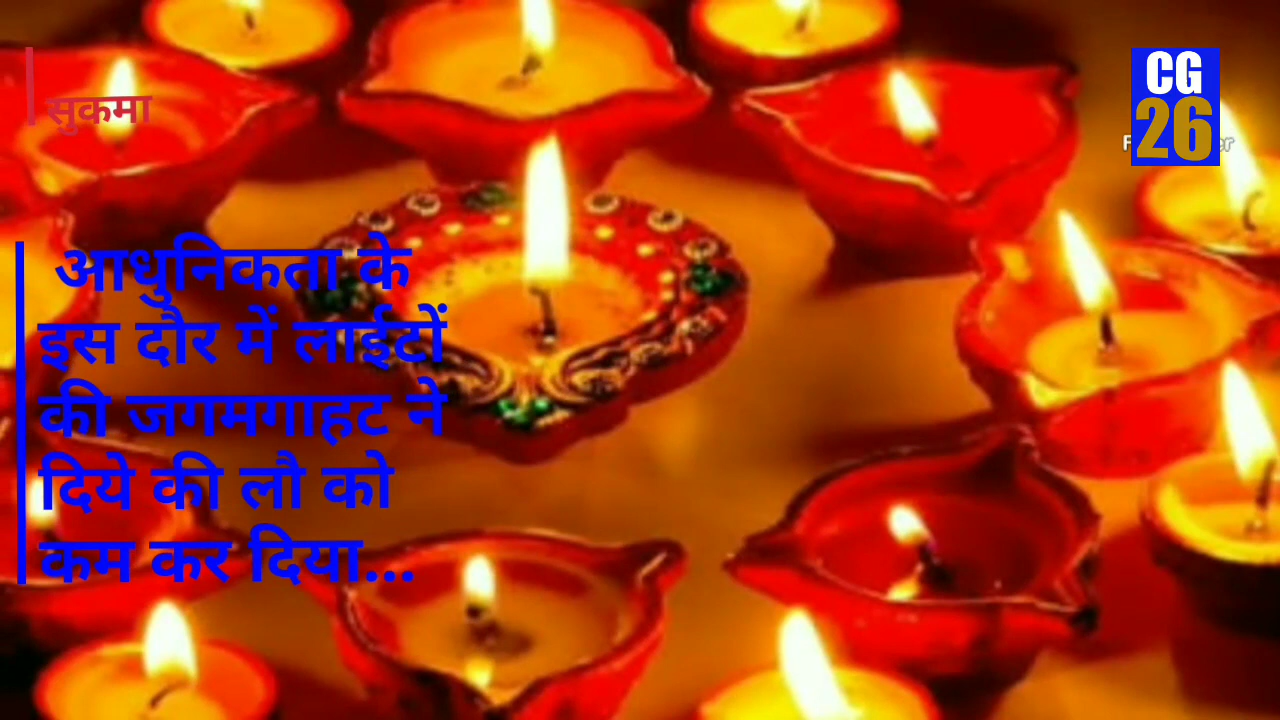 सुकमा
CG
26
आधुनिकता के
इस दौर में लाईटों
की जगमगाहट ने
दिये की लौ को
कम कर दिया...